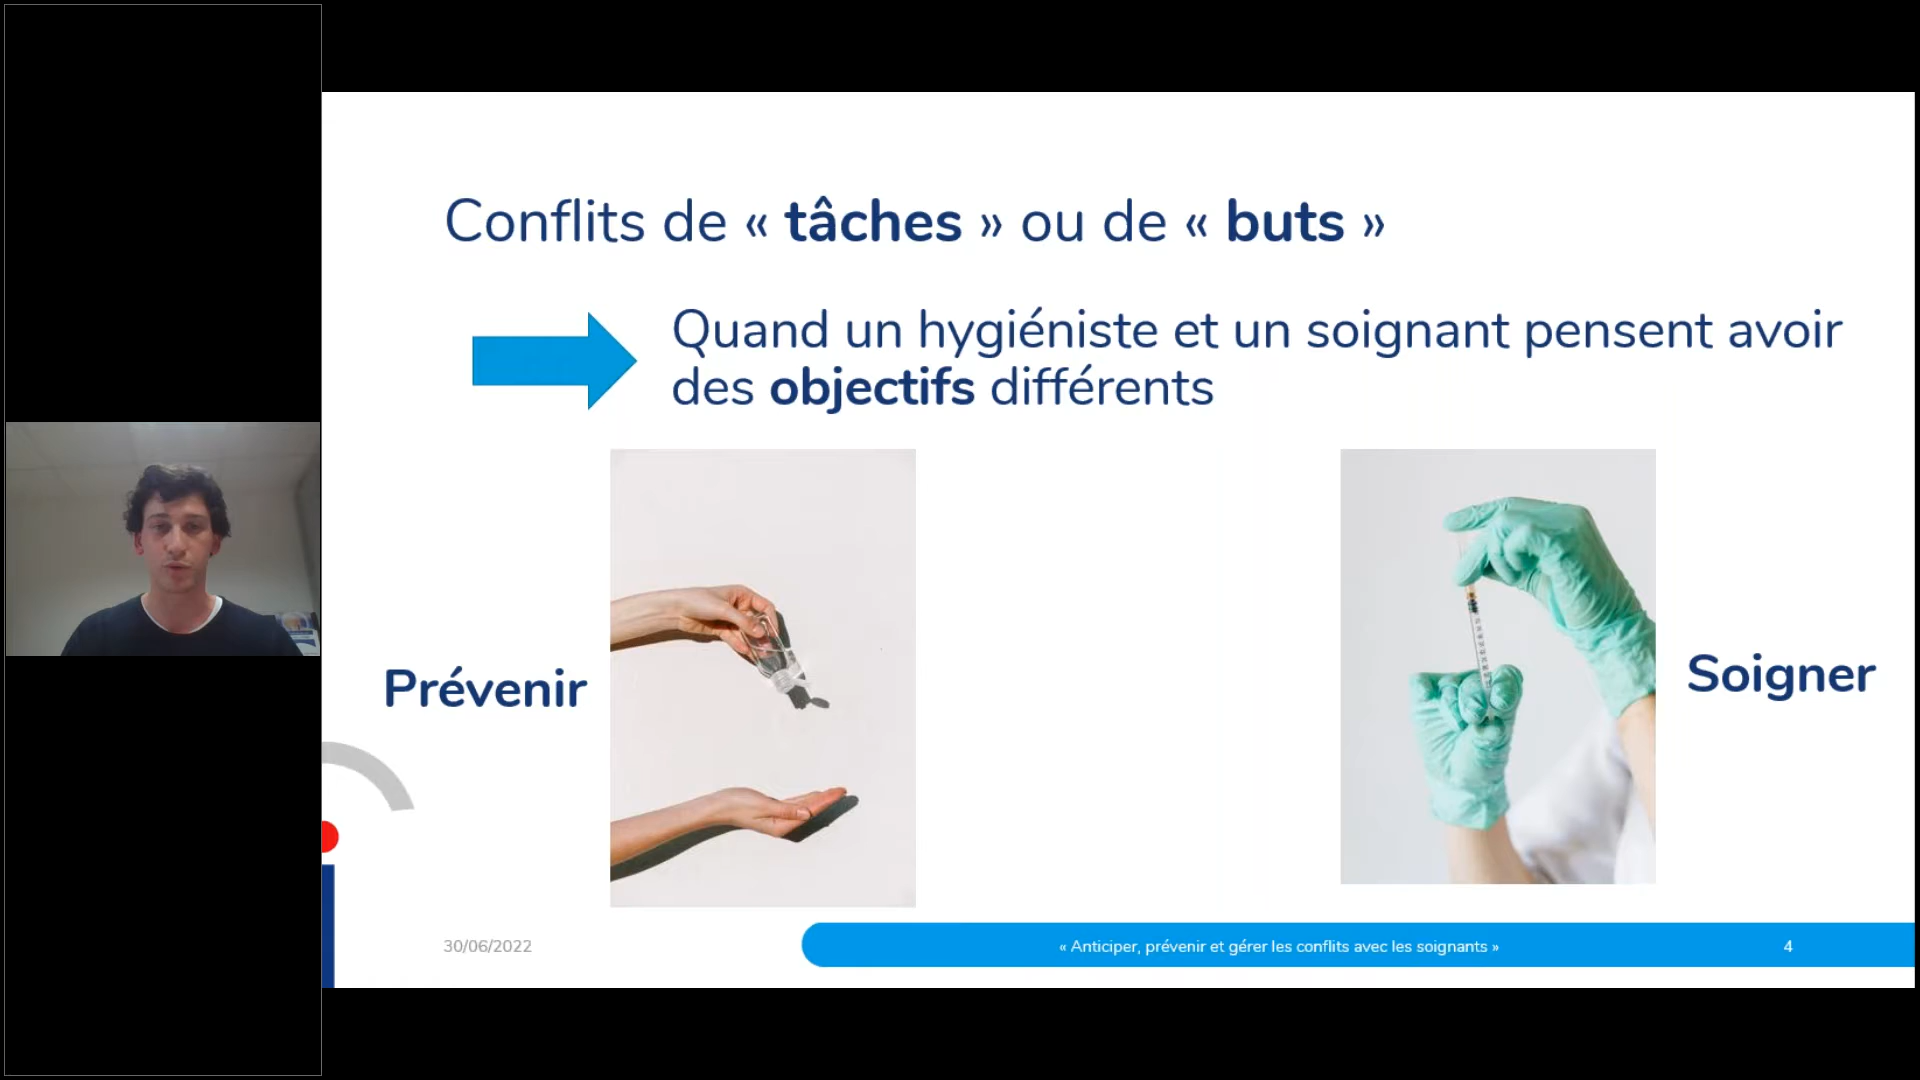 Conflits de « tâches » ou de « buts »
Quand un hygiéniste et un soignant pensent avoir
des objectifs différents
Prévenir
Soigner
30/06/2022
« Anticiper, prévenir et gérer les conflits avec les soignants »
4